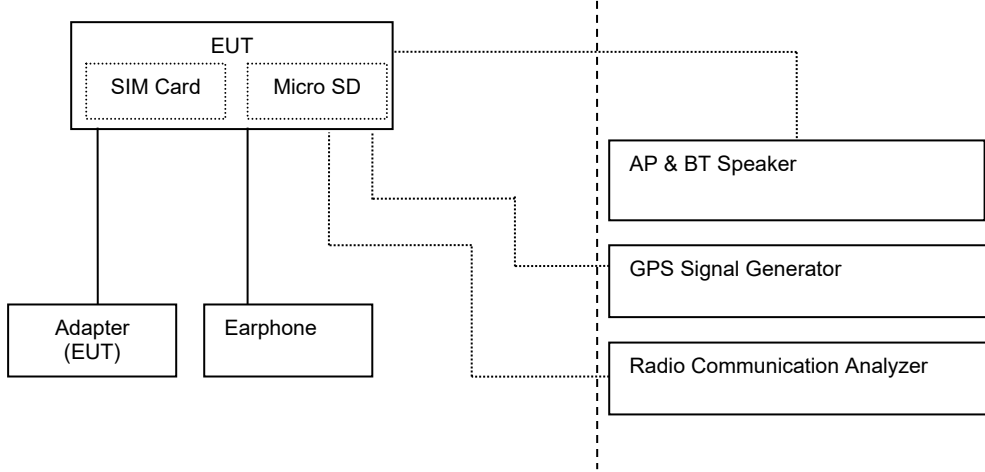 EUT
SIM Card
Micro SD
AP & BT Speaker
GPS Signal Generator
Adapter
(EUT)
Earphone
Radio Communication Analyzer